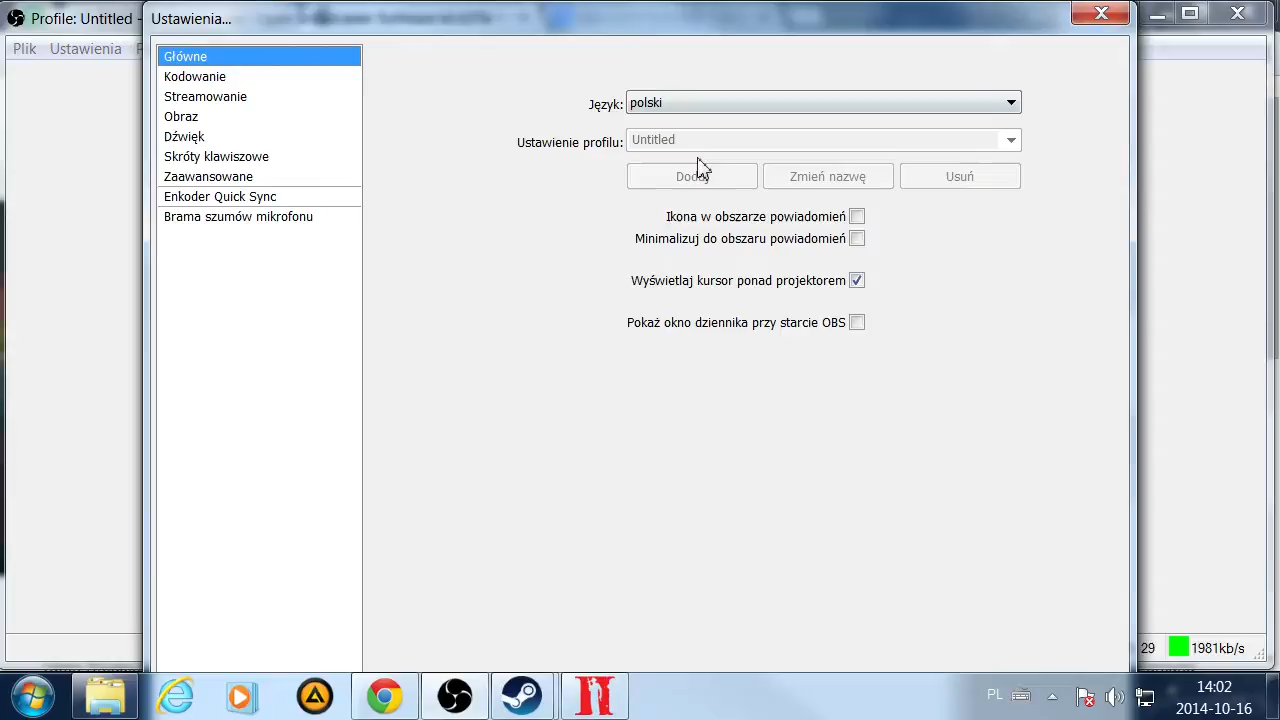 Profile: Untitled -
Ustawienia...
Plik Ustawienia
Główne
Kodowanie
Streamowanie
Obraz
Dźwięk
Skróty klawiszowe
Zaawansowane
Enkoder Quick Sync
Brama szumów mikrofonu
Język: polski
Ustawienie profilu: Untitled
Zmień nazwę Usuń
Ikona w obszarze powiadomień
Minimalizuj do obszaru powiadomień
Wyświetlaj kursor ponad projektorem
Pokaż okno dziennika przy starcie OBS
29 1981kb/s
PL
14:02
2014-10-16